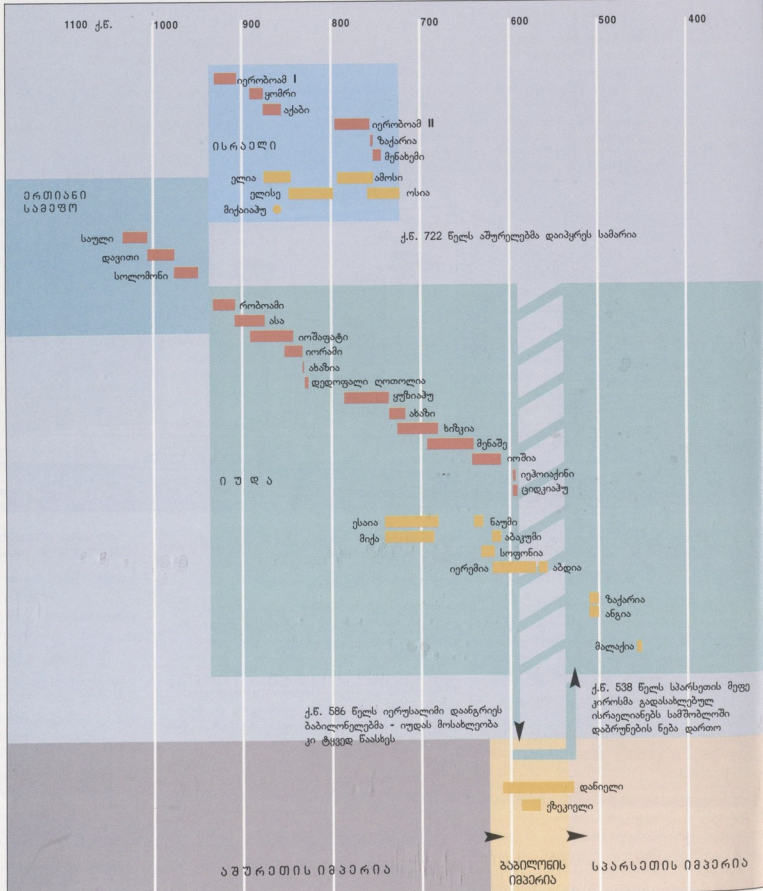 1100 ქ.წ. 1000 900 800 700 600 500 400
იერობოამ I
ყომრი
აქაბი
იერობოამ II
ისრაელი
ზაქარია
მენახემი
ელია
ამოსი
ელისე
ოსია
მიქაიაჰუ
ერთიანი
სამეფო
ქ.წ. 722 წელს აშურელებმა დაიპყრეს სამარია
საული
დავითი
სოლომონი
რობოამი
ასა
იოშაფატი
იორამი
ახაზია
დედოფალი ღოთოლია
ყუზიაჰუ
ახაზი
ხიზკია
მენაშე
იოშია
იეჰოიაქინი
ციდკიაჰუ
იუდა
ესაია
ნაუმი
მიქა
აბაკუმი
სოფონია
იერემია
აბდია
ზაქარია
ანგია
მალაქია
ქ.წ. 586 წელს იერუსალიმი დაანგრიეს
ბაბილონელებმა - იუდას მოსახლეობა
კი ტყვედ წაასხეს
ქ.წ. 538 წელს სპარსეთის მეფე
კიროსმა გადასახლებულ
ისრაელიანებს სამშობლოში
დაბრუნების ნება დართო
დანიელი
ეზეკიელი
აშურეთის იმპერია
ბაბილონის
იმპერია
სპარსეთის იმპერია